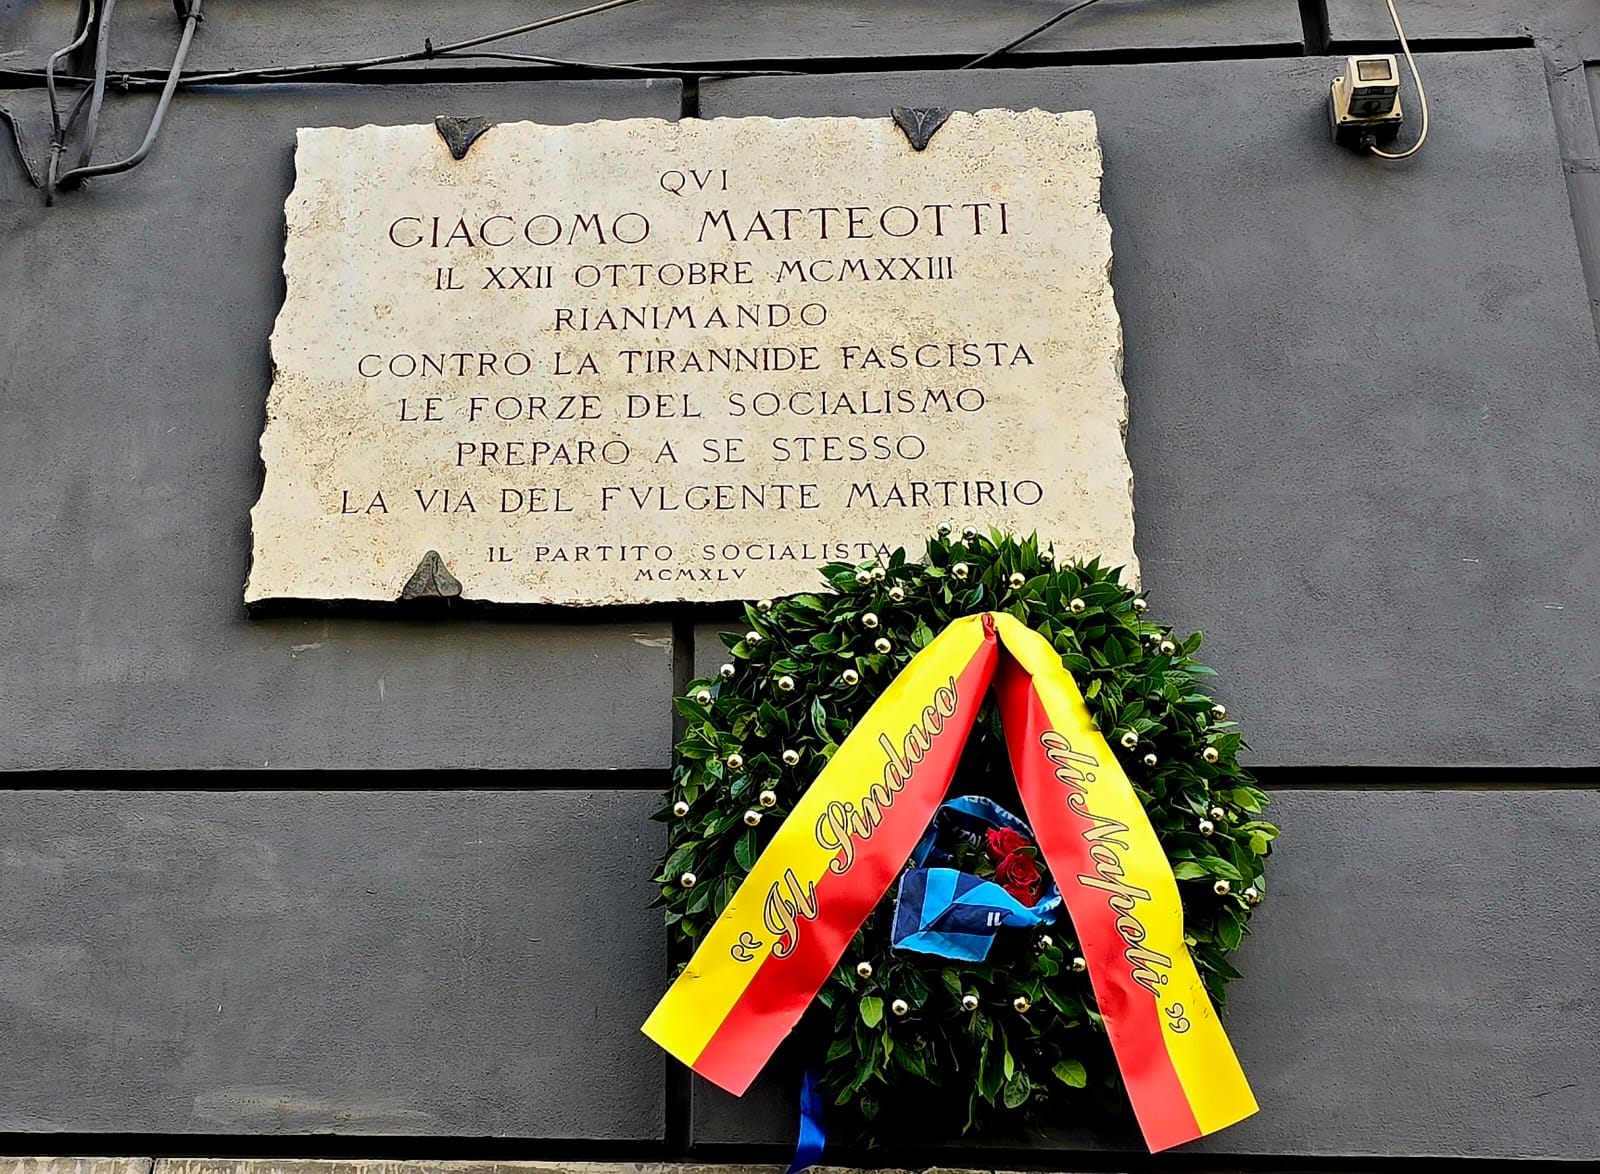 QVI
GIACOMO MATTEOTTI
IL XXII OTTOBRE MCMXXIII
RIANIMANDO
CONTRO LA TIRANNIDE FASCISTA
LE FORZE DEL SOCIALISMO
PREPARO A SE STESSO
LA VIA DEL FVLGENTE MARTIRIO
IL PARTITO SOCIALISTA
MCMXLV
"Il Sindaco
di Napoli"